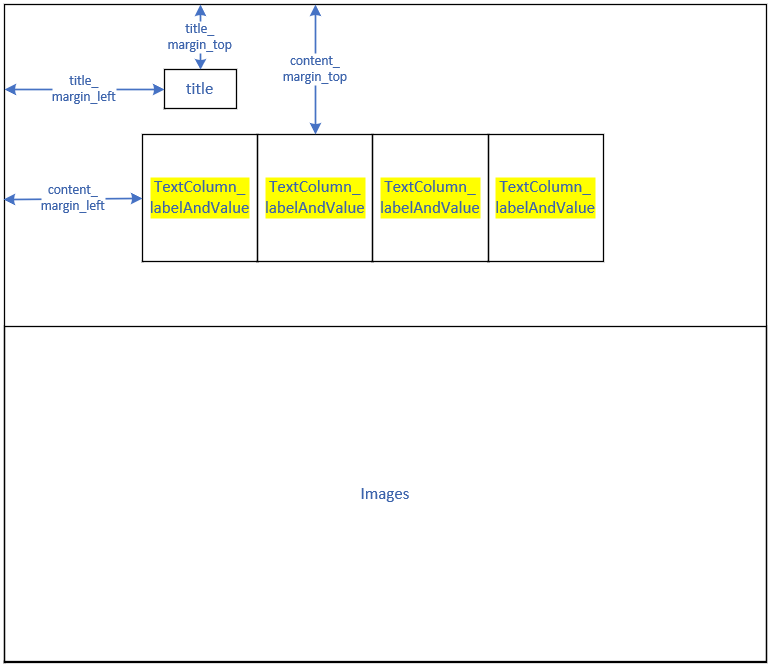 title_
margin_top
content_
margin_top
title_
margin_left
title
content_
margin_left
TextColumn_
labelAndValue
TextColumn_
labelAndValue
TextColumn_
labelAndValue
TextColumn_
labelAndValue
Images